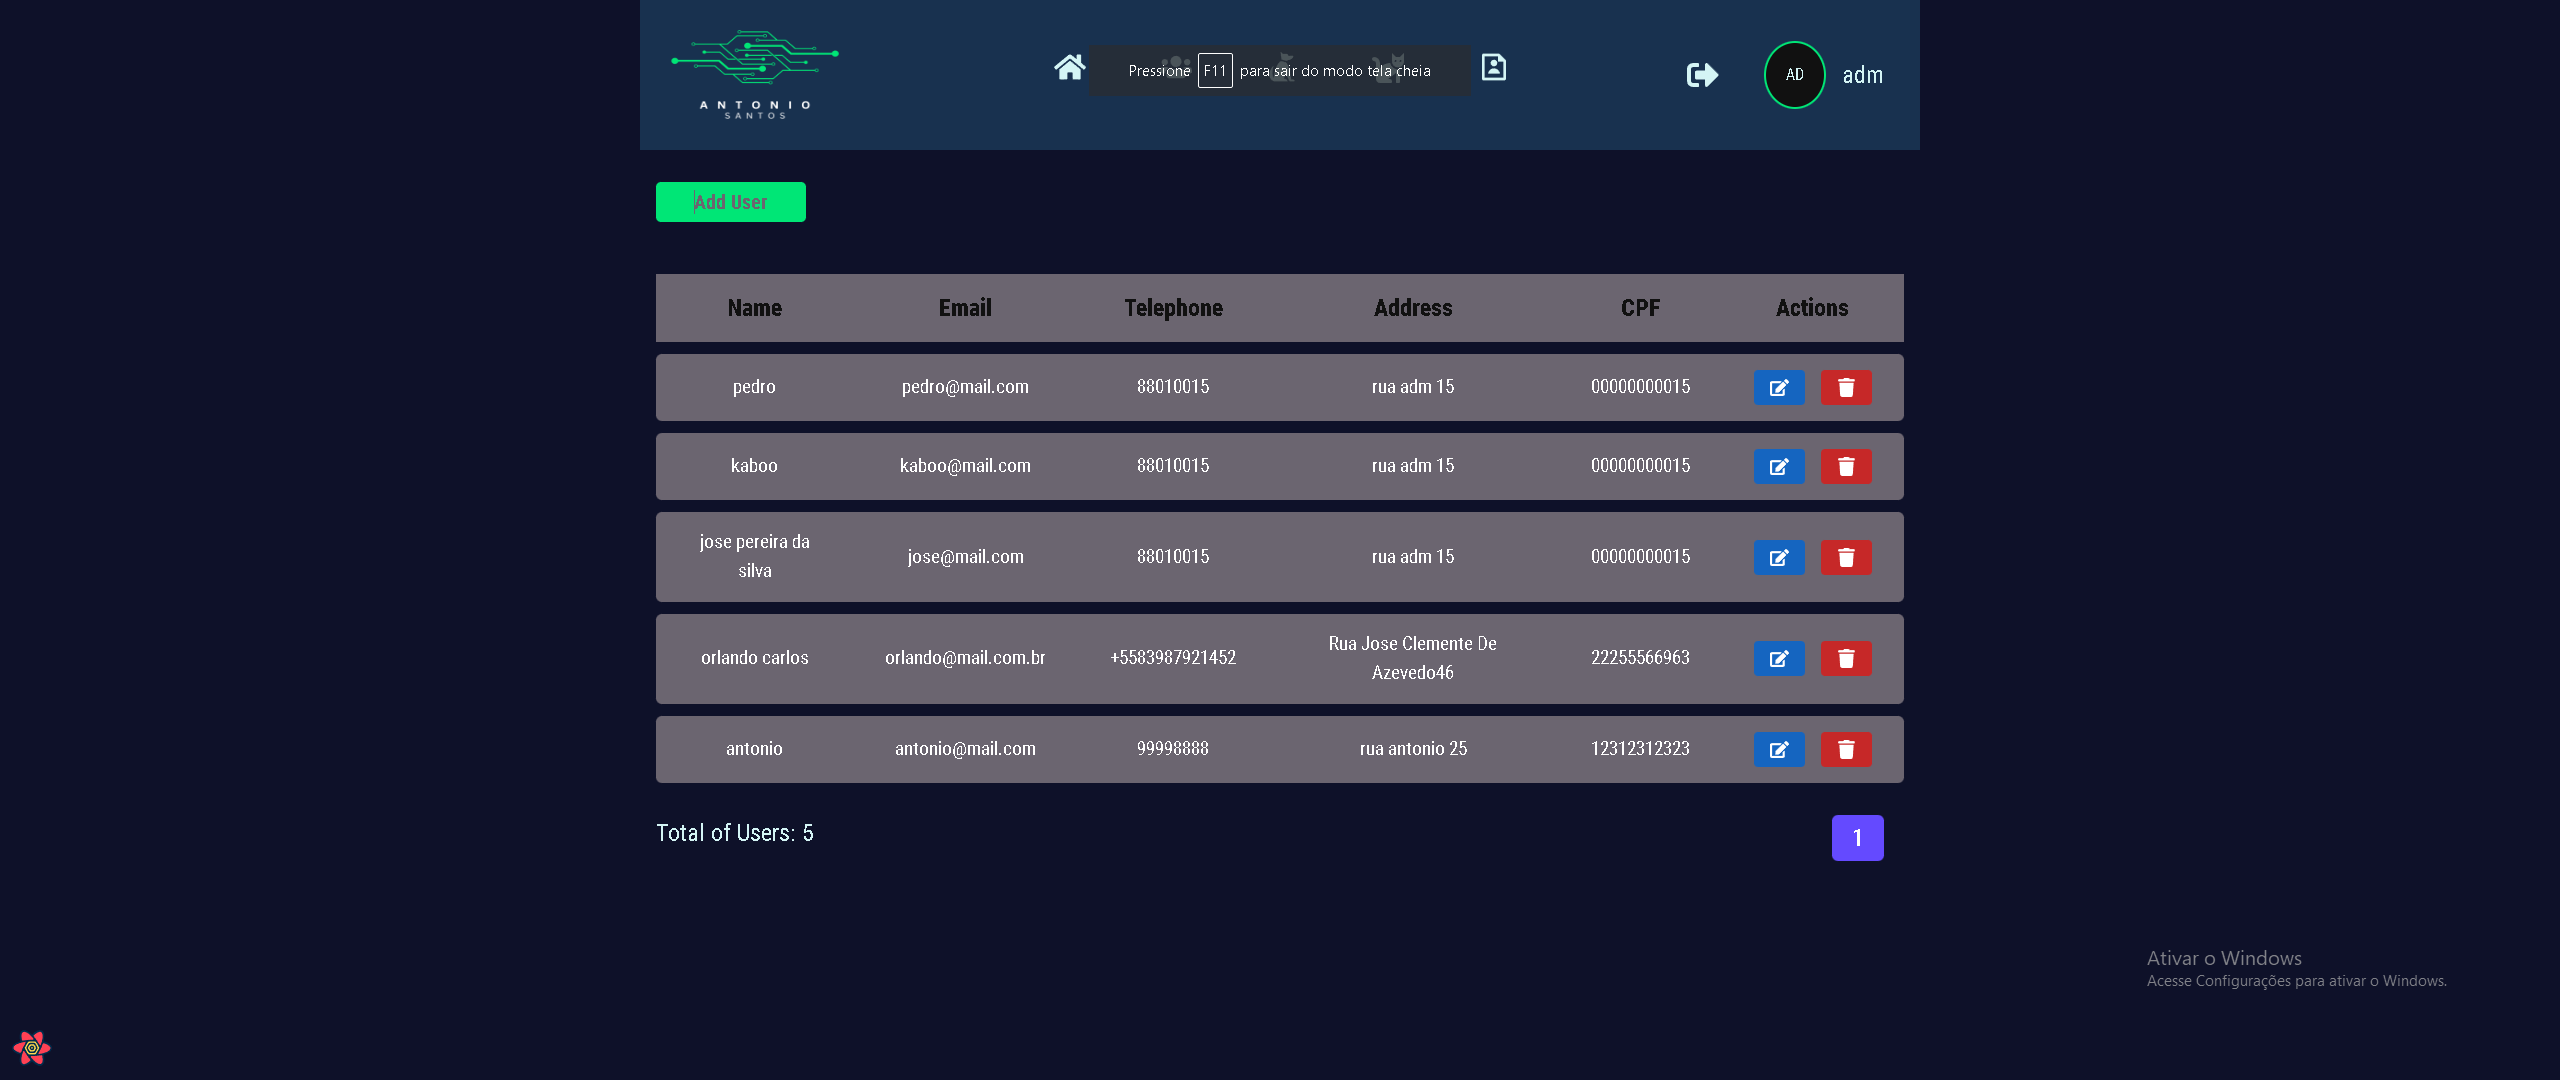 ANTONIO
SANTOS
Pressione F11 para sair do modo tela cheia
AD
adm
Add User
Name Email Telephone Address CPF Actions
pedro pedro@mail.com 88010015 rua adm 15 00000000015
kaboo kaboo@mail.com 88010015 rua adm 15 00000000015
jose pereira da
silva
jose@mail.com 88010015 rua adm 15 00000000015
orlando carlos orlando@mail.com.br +5583987921452
Rua Jose Clemente De
Azevedo46
22255566963
antonio antonio@mail.com 99998888 rua antonio 25 12312312323
Total of Users: 5
1
Ativar o Windows
Acesse Configurações para ativar o Windows.